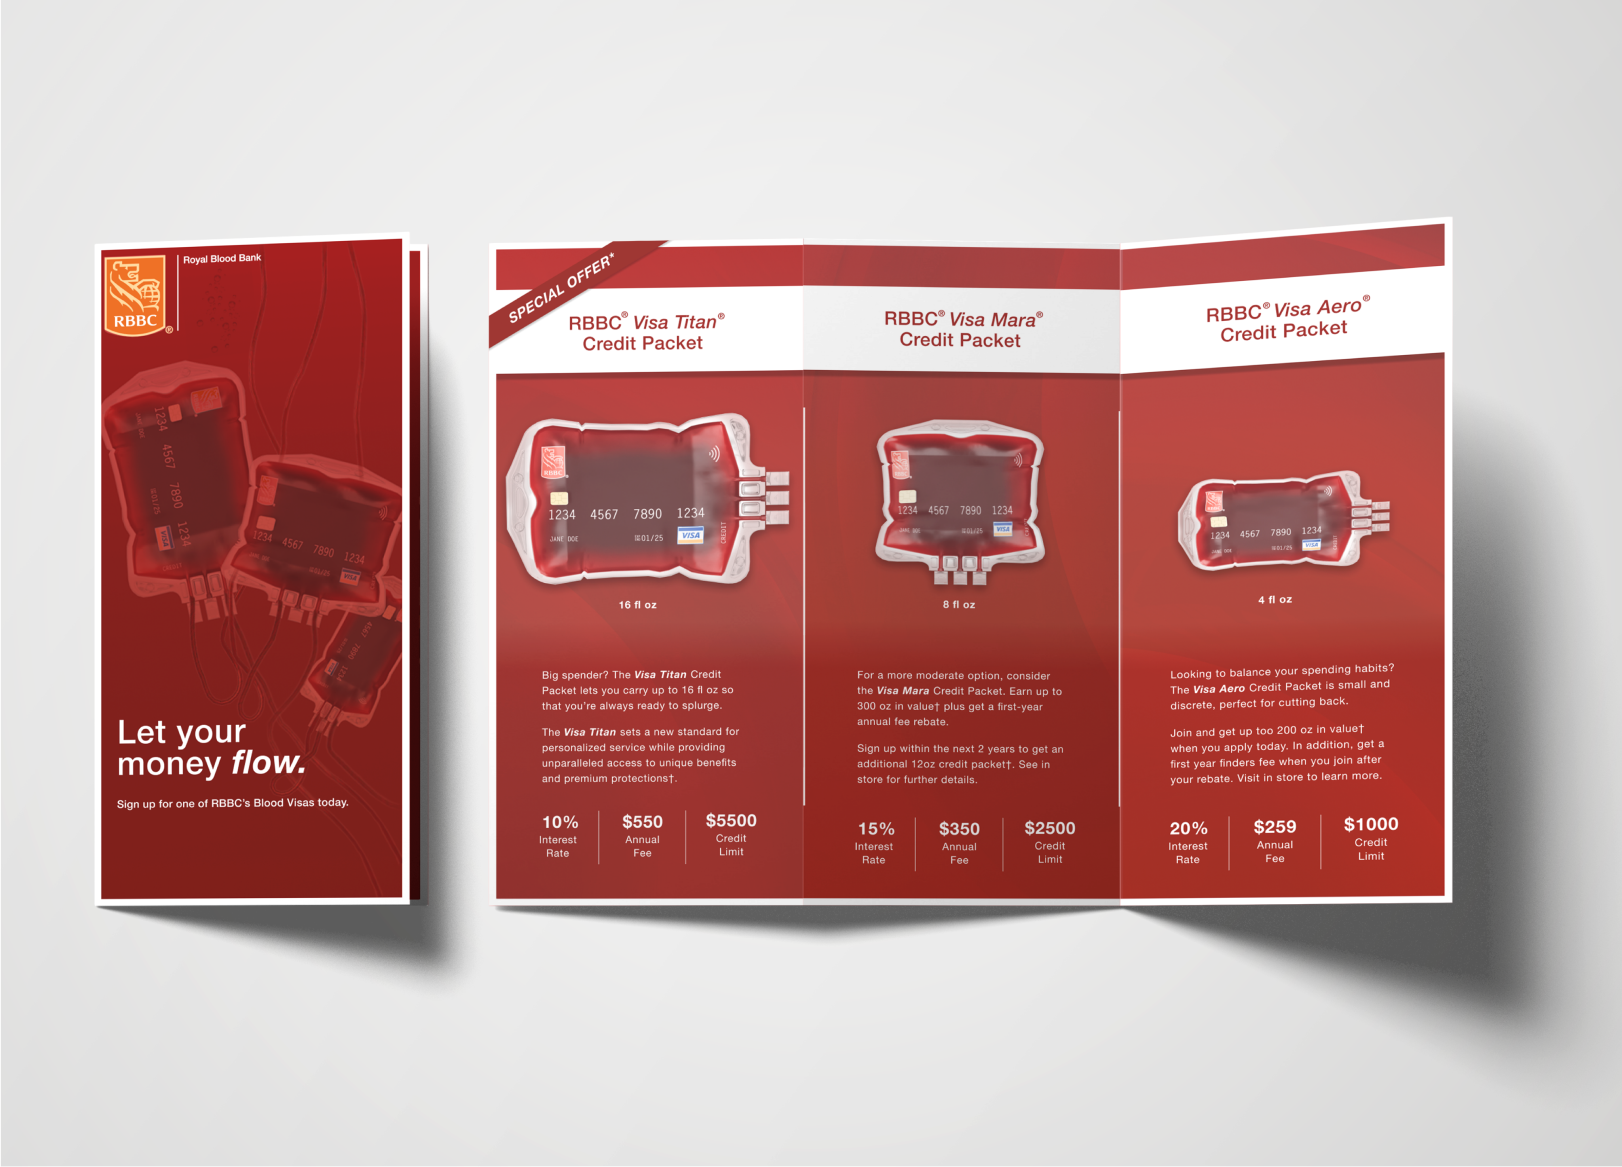 Royal Blood Bank
RBBC®
1234 4567 7890 1234
VISA
1234 4567 7890 1234
VISA
Let your
money flow.
Sign up for one of RBBC's Blood Visas today.
SPECIAL OFFER*
RBBC® Visa Titan®
Credit Packet
RBBC
1234 4567 7890 1234
JANE DOE
01/25
VISA
CREDIT
16 fl oz
Big spender? The Visa Titan Credit
Packet lets you carry up to 16 fl oz so
that you're always ready to splurge.
The Visa Titan sets a new standard for
personalized service while providing
unparalleled access to unique benefits
and premium protections†.
10%
Interest
Rate
$550
Annual
Fee
$5500
Credit
Limit
RBBC® Visa Mara®
Credit Packet
RBBC
1234 4567 7890 1234
JANE DOE
01/25
VISA
8 fl oz
For a more moderate option, consider
the Visa Mara Credit Packet. Earn up to
300 oz in value† plus get a first-year
annual fee rebate.
Sign up within the next 2 years to get an
additional 12oz credit packet†. See in
store for further details.
15%
Interest
Rate
$350
Annual
Fee
$2500
Credit
Limit
RBBC® Visa Aero®
Credit Packet
RBBC
1234 4567 7890 1234
JANE DOE
01/25
VISA
4 fl oz
Looking to balance your spending habits?
The Visa Aero Credit Packet is small and
discrete, perfect for cutting back.
Join and get up too 200 oz in value†
when you apply today. In addition, get a
first year finders fee when you join after
your rebate. Visit in store to learn more.
20%
Interest
Rate
$259
Annual
Fee
$1000
Credit
Limit